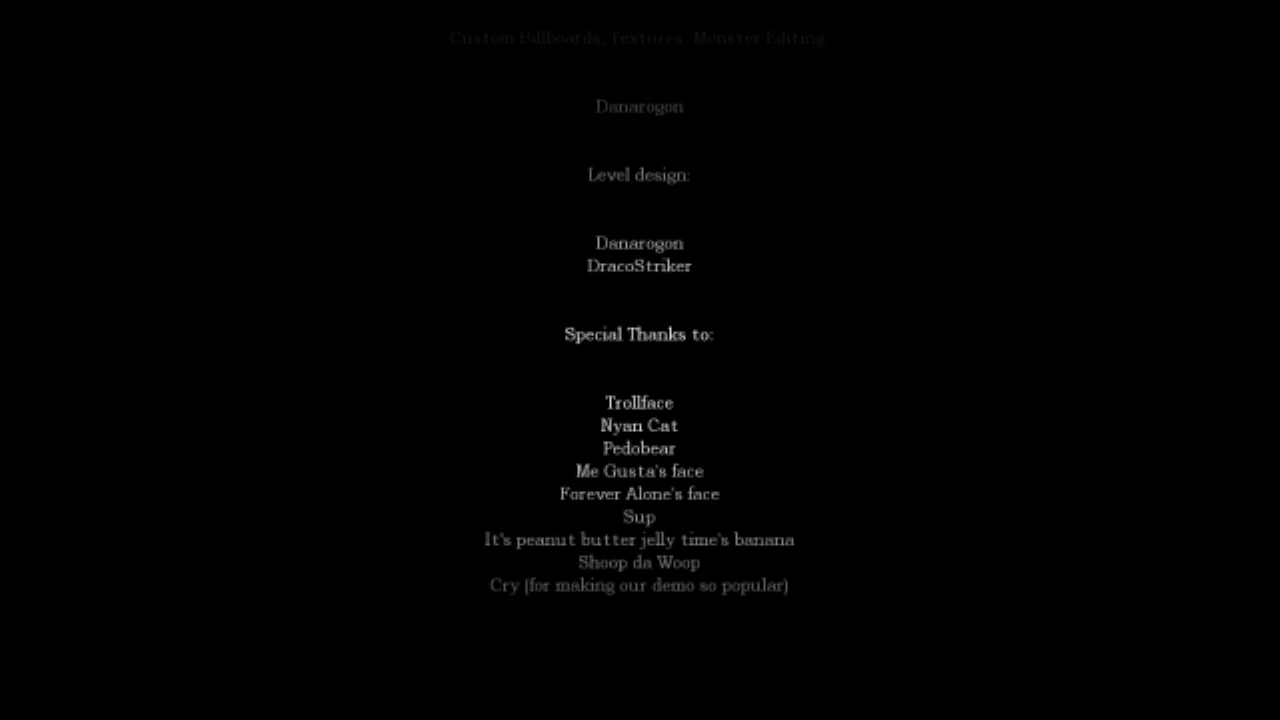 Custom Billboards, Textures, Monster Editing
Danarogon
Level design:
Danarogon
DracoStriker
Special Thanks to:
Trollface
Nyan Cat
Pedobear
Me Gusta's face
Forever Alone's face
Sup
It's peanut butter jelly time's banana
Shoop da Woop
Cry (for making our demo so popular)